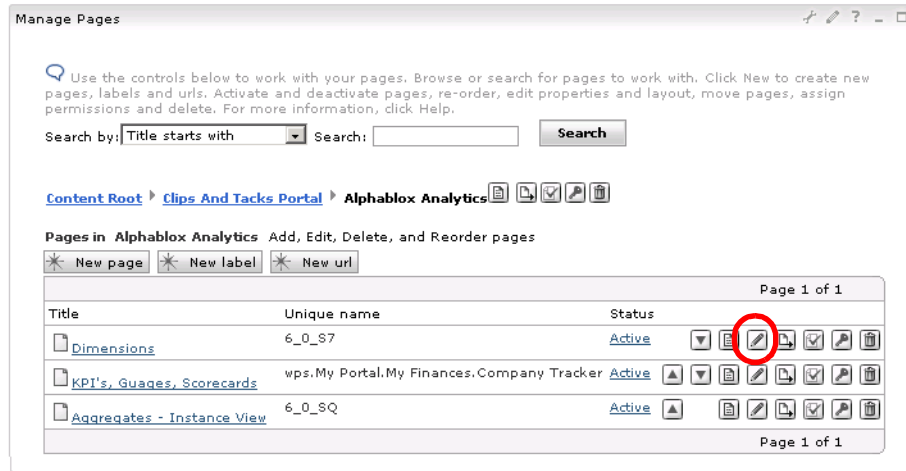 Manage Pages
?
Use the controls below to work with your pages. Browse or search for pages to work with. Click New to create new
pages, labels and urls. Activate and deactivate pages, re-order, edit properties and layout, move pages, assign
permissions and delete. For more information, click Help.
Search by: Title starts with Search: Search
Content Root Clips And Tacks Portal Alphablox Analytics
Pages in Alphablox Analytics Add, Edit, Delete, and Reorder pages
New page New label New url
Page 1 of 1
Title Unique name Status
Dimensions 6_0_S7 Active
KPI's, Guages, Scorecards wps.My Portal.My Finances.Company Tracker Active
Aggregates - Instance View 6_0_SQ Active
Page 1 of 1